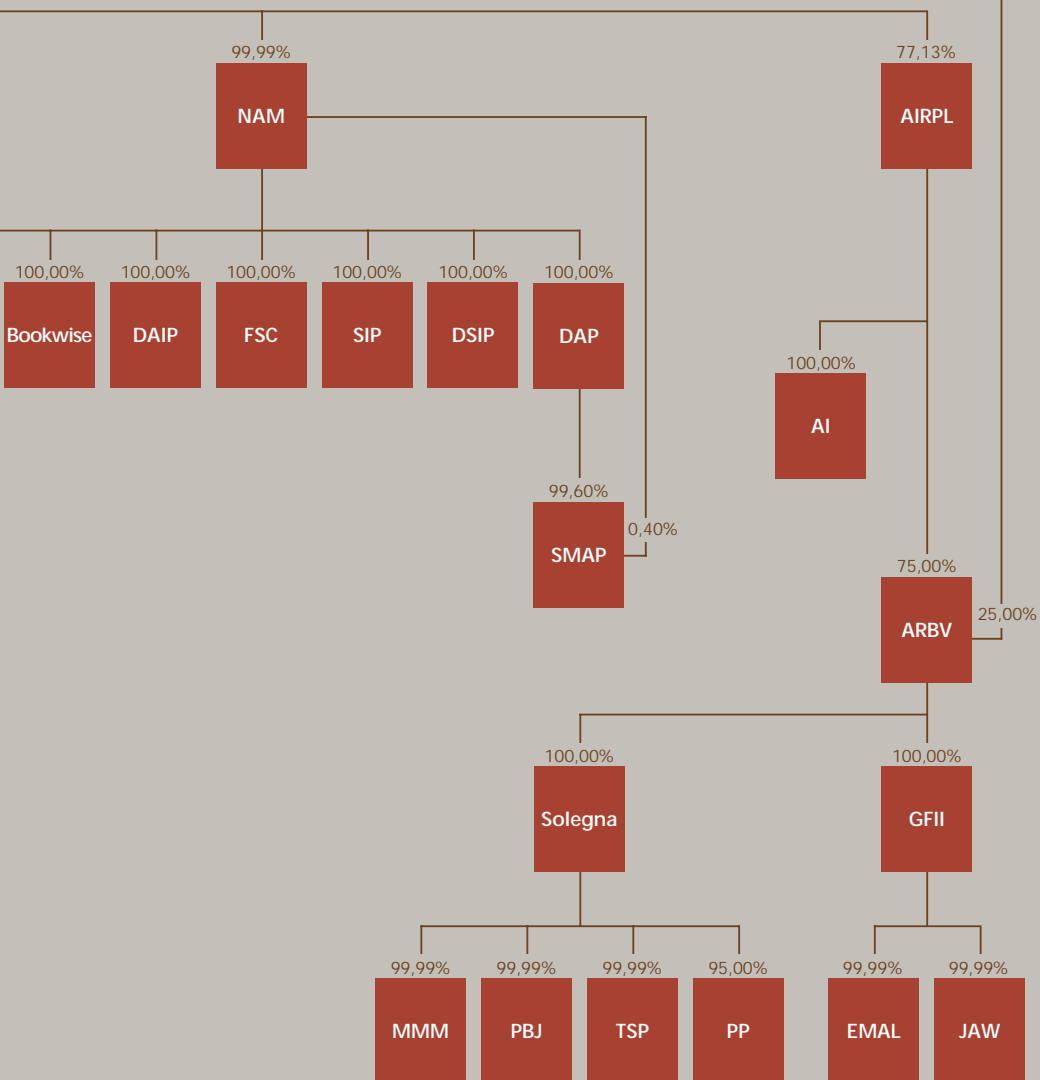 99,99%
77,13%
NAM
AIRPL
100,00%
100,00%
100,00%
100,00%
100,00%
100,00%
Bookwise
DAIP
FSC
SIP
DSIP
DAP
100,00%
AI
99,60%
0,40%
SMAP
75,00%
25,00%
ARBV
100,00%
100,00%
Solegna
GFII
99,99%
99,99%
99,99%
95,00%
99,99%
99,99%
MMM
PBJ
TSP
PP
EMAL
JAW